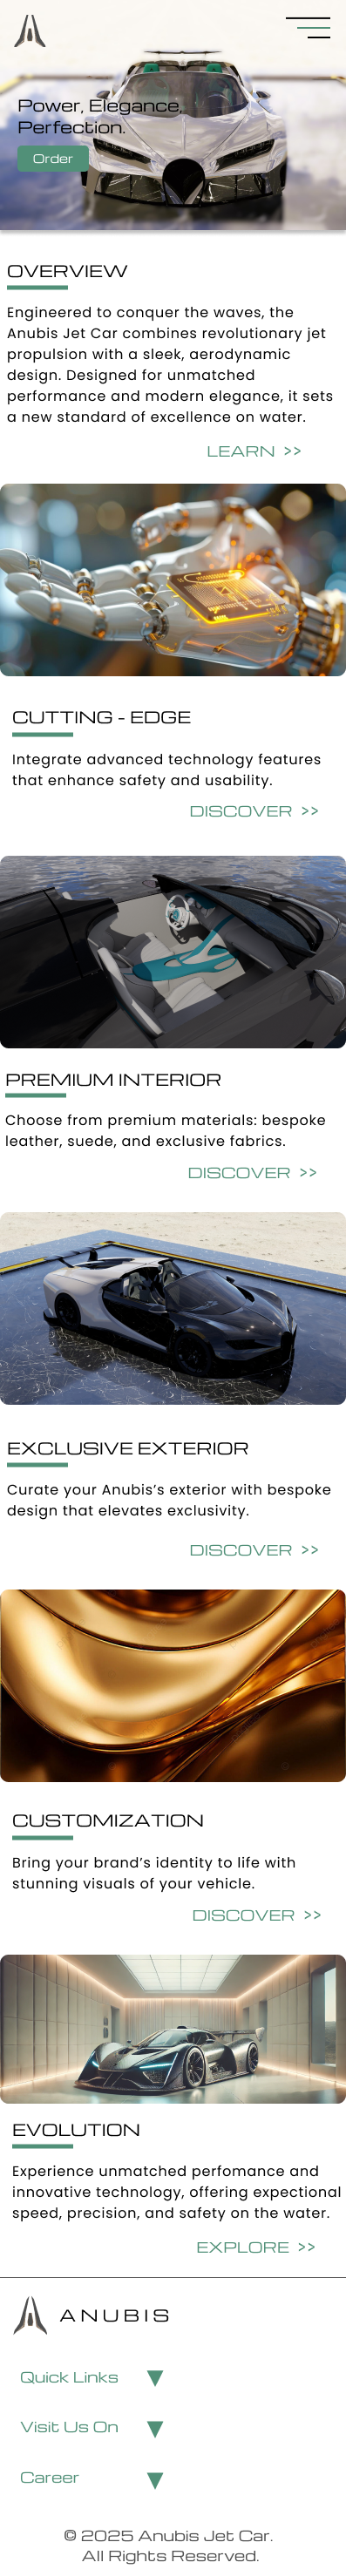 Power, Elegance,
Perfection.
Order
OVERVIEW
Engineered to conquer the waves, the
Anubis Jet Car combines revolutionary jet
propulsion with a sleek, aerodynamic
design. Designed for unmatched
performance and modern elegance, it sets
a new standard of excellence on water.
LEARN >>
CUTTING - EDGE
Integrate advanced technology features
that enhance safety and usability.
DISCOVER >>
PREMIUM INTERIOR
Choose from premium materials: bespoke
leather, suede, and exclusive fabrics.
DISCOVER >>
EXCLUSIVE EXTERIOR
Curate your Anubis’s exterior with bespoke
design that elevates exclusivity.
DISCOVER >>
CUSTOMIZATION
Bring your brand’s identity to life with
stunning visuals of your vehicle.
DISCOVER >>
EVOLUTION
Experience unmatched perfomance and
innovative technology, offering expectional
speed, precision, and safety on the water.
EXPLORE >>
ANUBIS
Quick Links
Visit Us On
Career
© 2025 Anubis Jet Car.
All Rights Reserved.